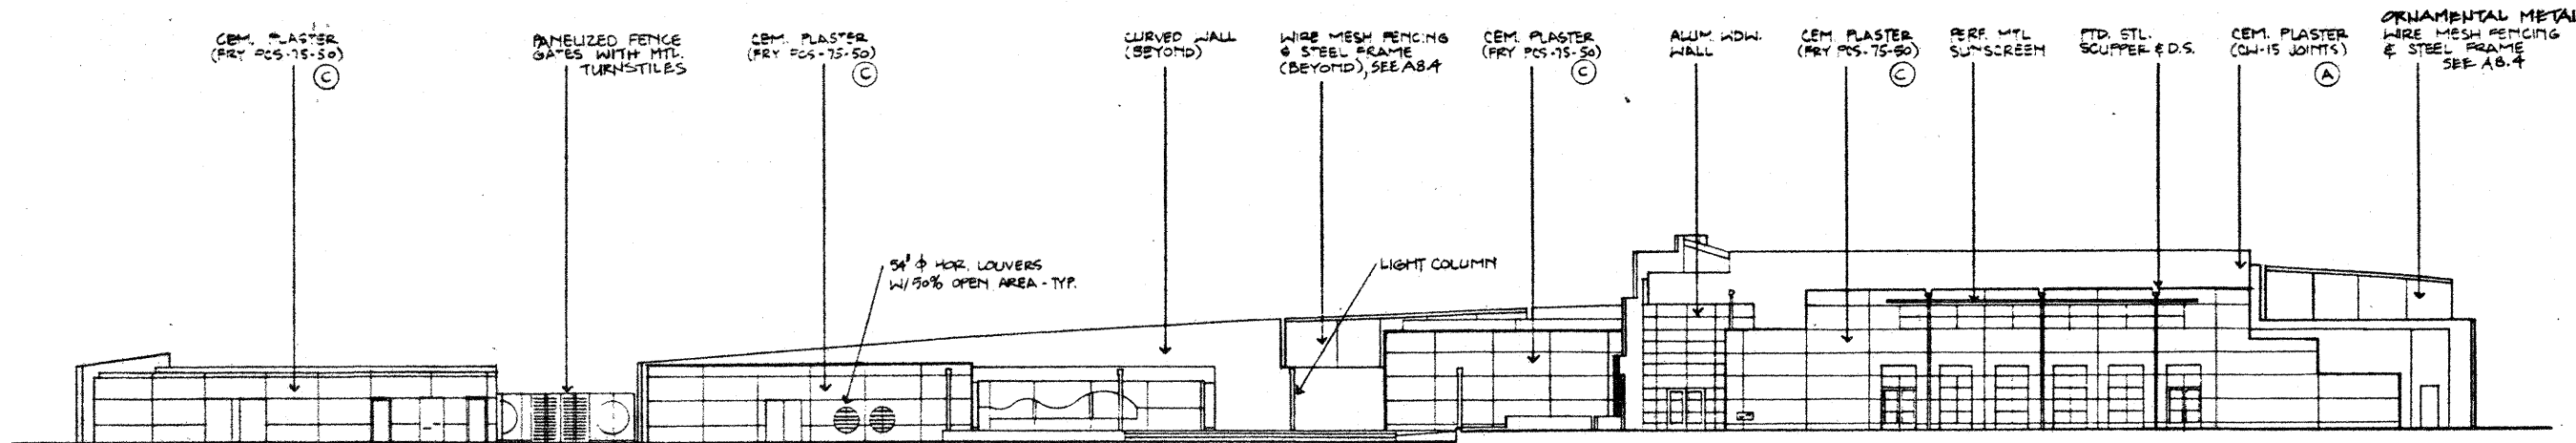 CEM. PLASTER
(FRY PCS-75-50)
C
PANELIZED FENCE
GATES WITH MTL.
TURNSTILES
CEM. PLASTER
(FRY PCS-75-50)
C
CURVED WALL
(BEYOND)
WIRE MESH FENCING
& STEEL FRAME
(BEYOND), SEE A8.4
CEM. PLASTER
(FRY PCS-75-50)
C
ALUM. WDW.
WALL
CEM. PLASTER
(FRY PCS-75-50)
C
PERF. MTL
SUNSCREEN
PTD. STL.
SCUPPER & D.S.
CEM. PLASTER
(CW-15 JOINTS)
A
ORNAMENTAL METAL
WIRE MESH FENCING
& STEEL FRAME
SEE A8.4
54" ϕ HOR. LOUVERS
W/ 50% OPEN AREA - TYP.
LIGHT COLUMN